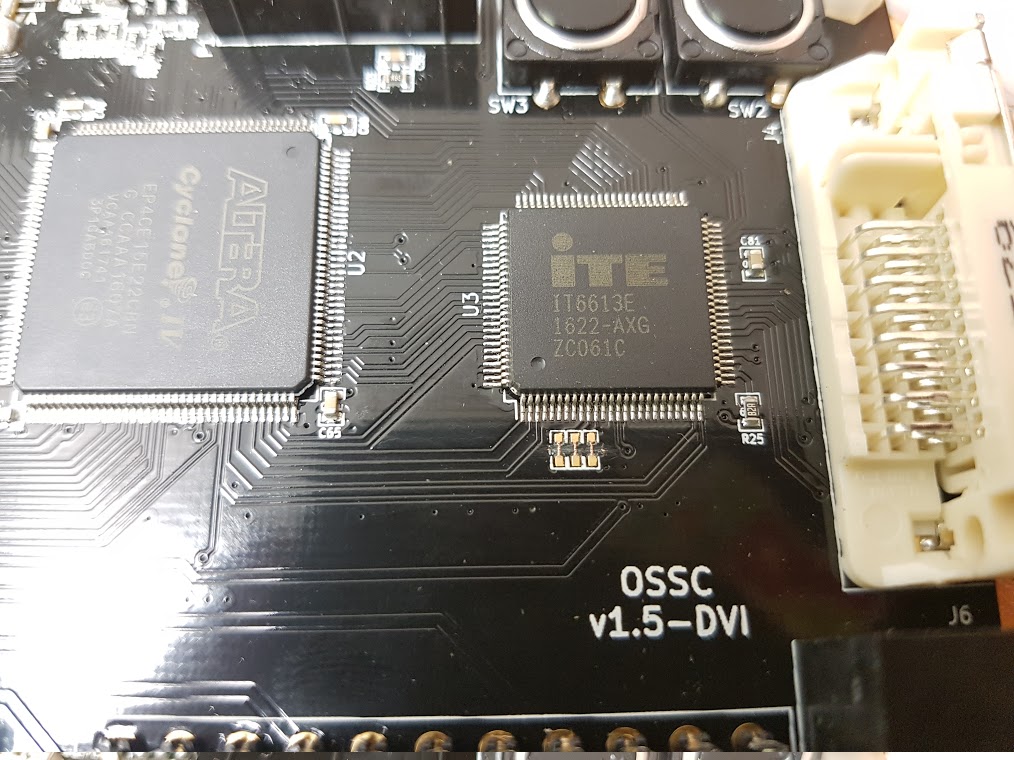 SW3
SW2
ALTERA
Cyclone IV
EP4CE15E22C8N
U2
U3
iTE
IT6613E
1622-AXG
ZC061C
C81
R25
OSSC
v1.5-DVI
J6